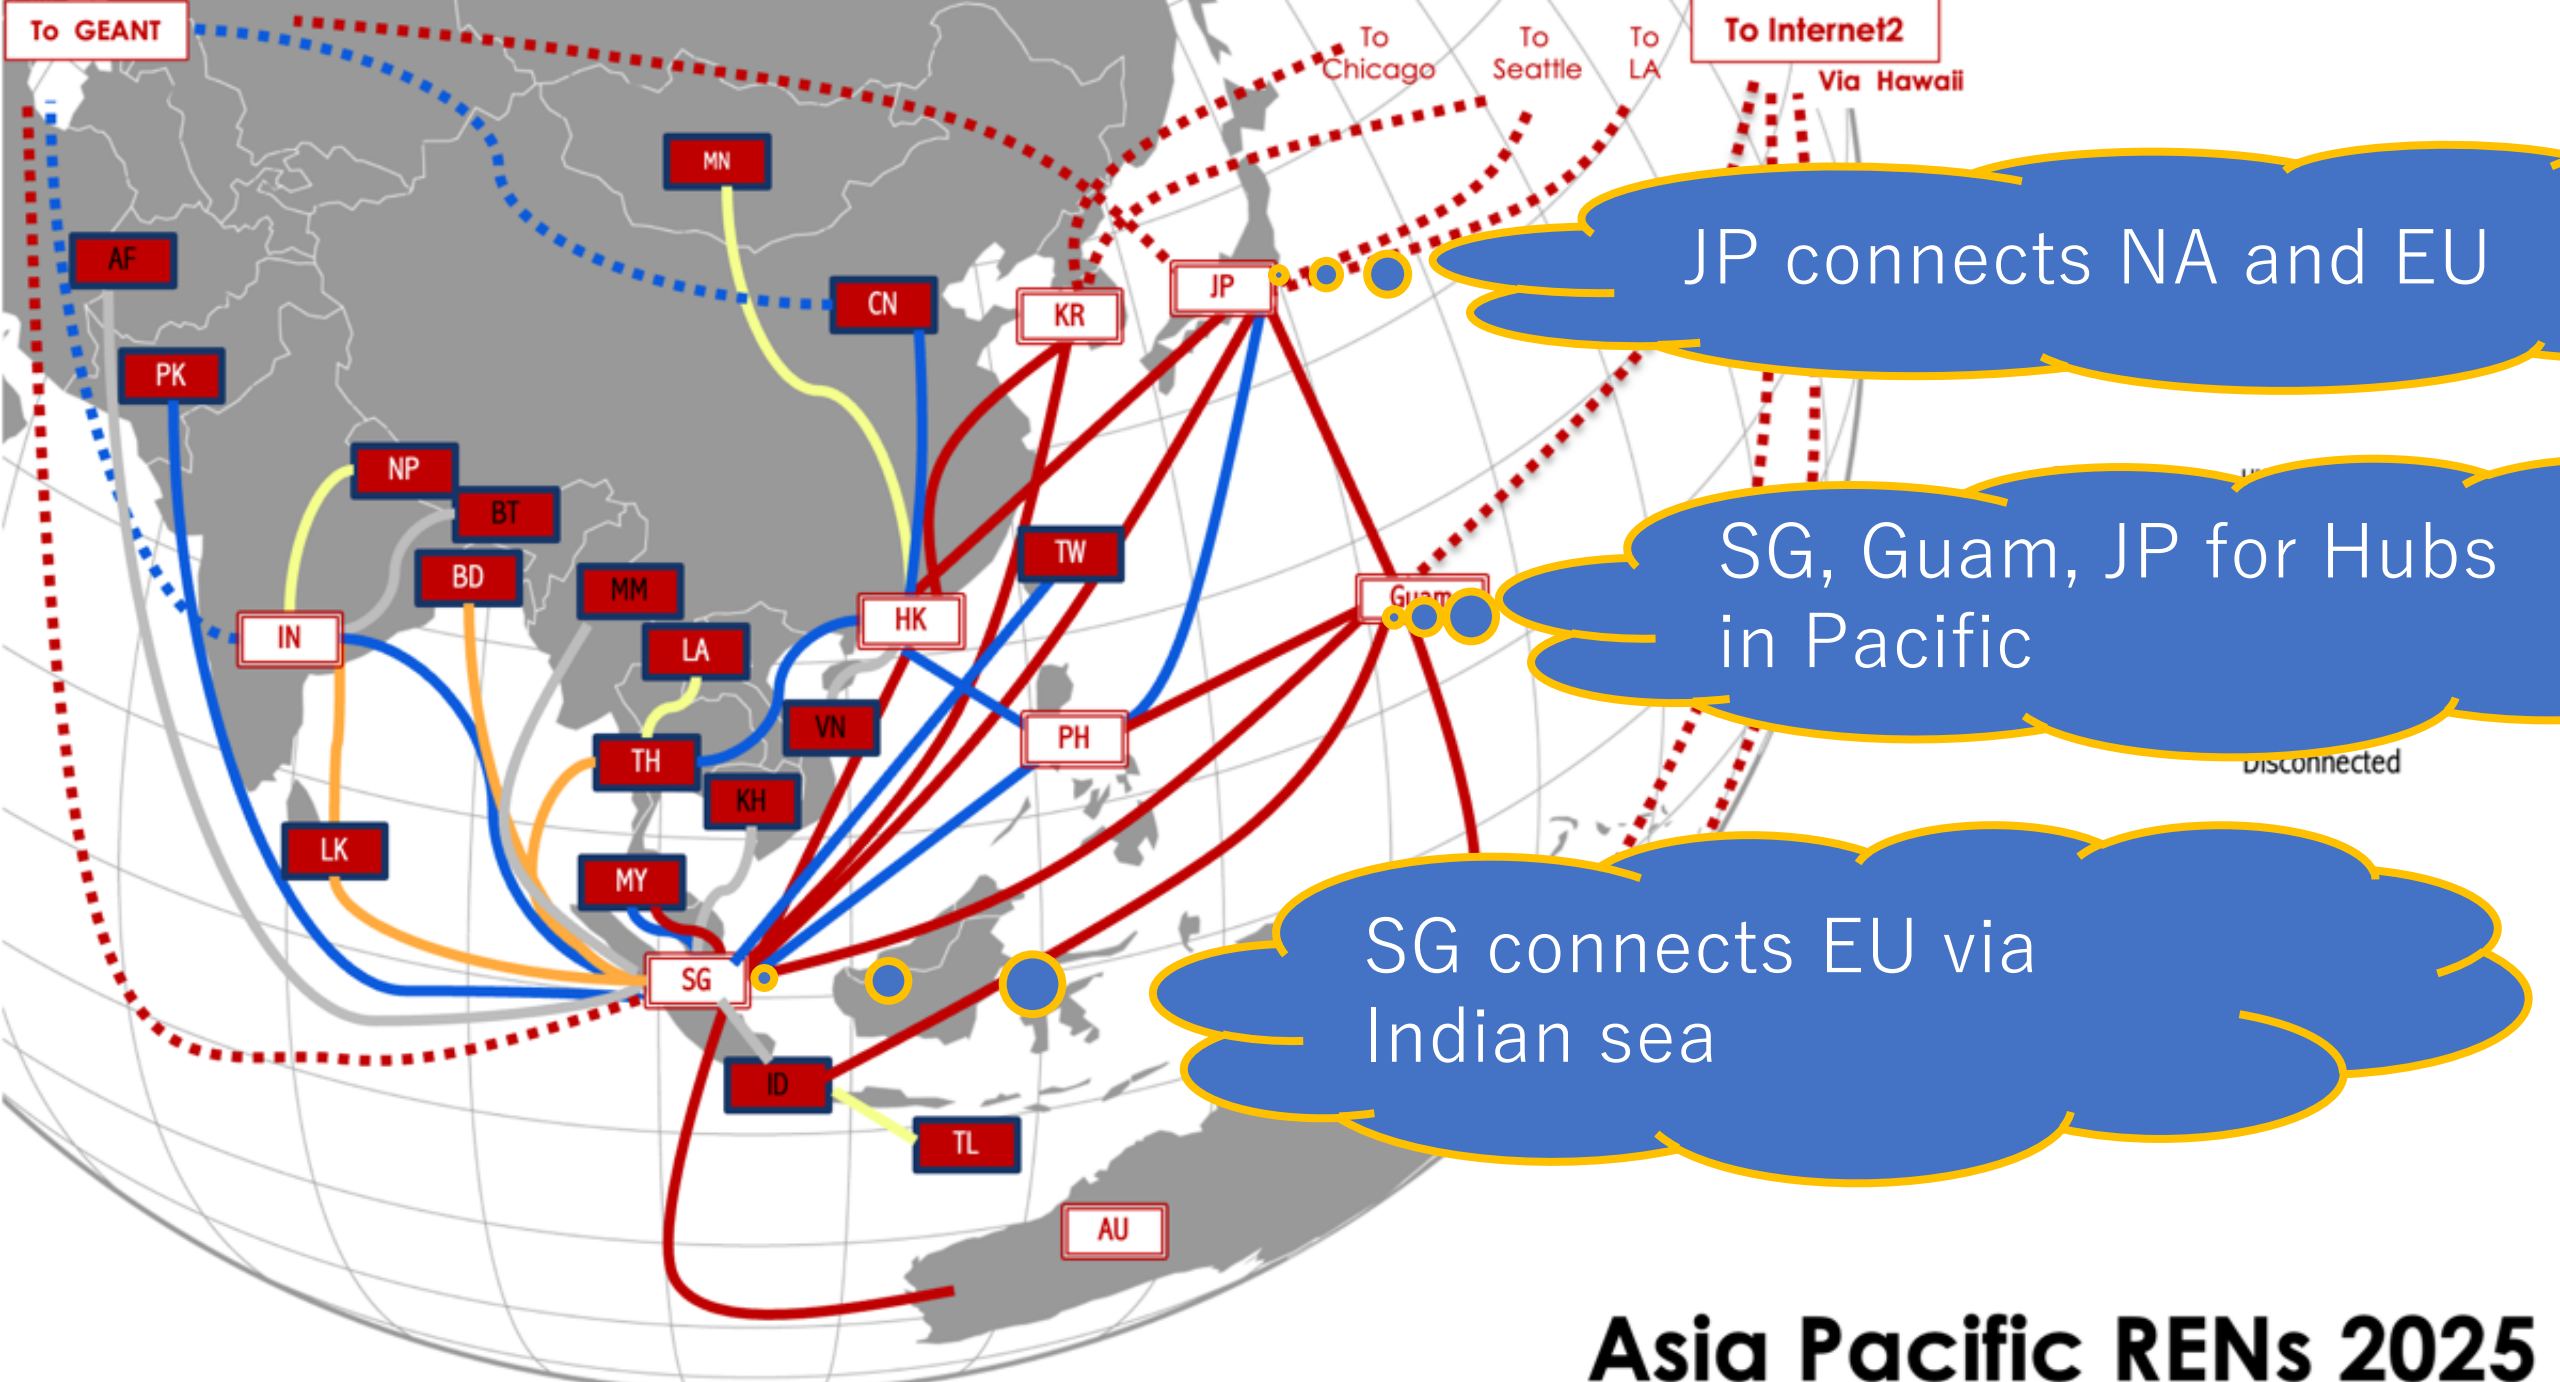 To GEANT
To
Chicago
To
Seattle
To
LA
To Internet2
Via Hawaii
MN
AF
JP connects NA and EU
JP
CN
KR
PK
NP
BT
SG, Guam, JP for Hubs
in Pacific
TW
BD
MM
Guam
HK
IN
LA
VN
PH
TH
Disconnected
KH
LK
MY
SG connects EU via
Indian sea
SG
ID
TL
AU
Asia Pacific RENs 2025